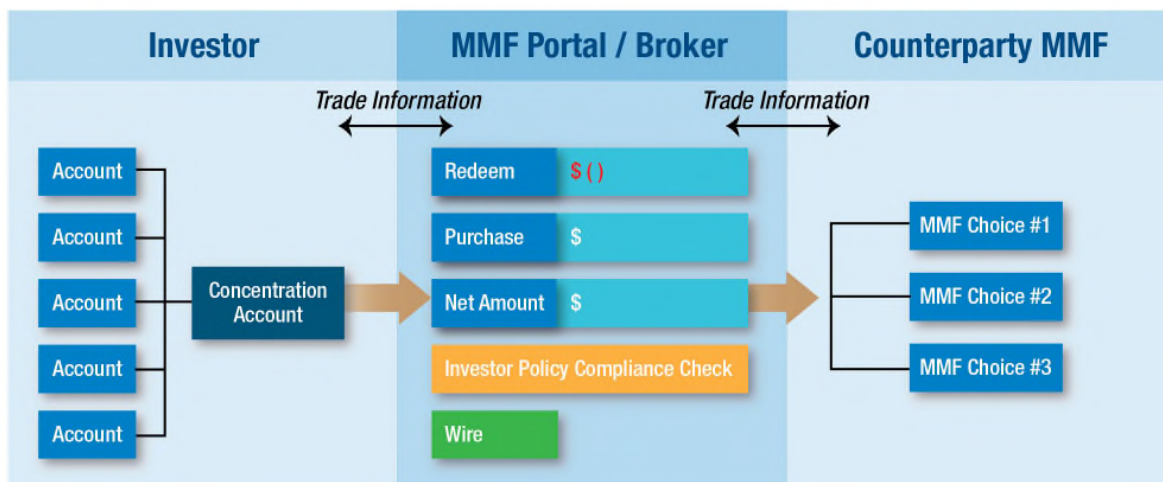 Investor
MMF Portal / Broker
Counterparty MMF
Trade Information
Trade Information
Account
Account
Account
Account
Account
Concentration
Account
Redeem
$ ( )
Purchase
$
Net Amount
$
Investor Policy Compliance Check
Wire
MMF Choice #1
MMF Choice #2
MMF Choice #3